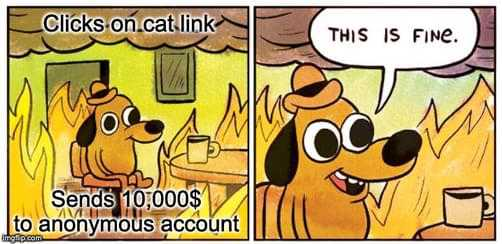 Clicks on cat link
THIS IS FINE.
Sends 10,000$
to anonymous account
imgflip.com